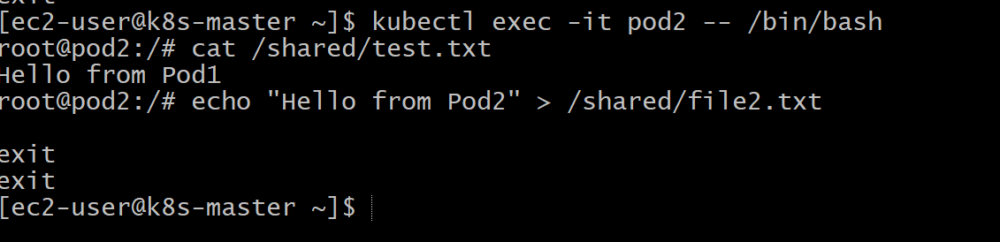 exit
[ec2-user@k8s-master ~]$ kubectl exec -it pod2 -- /bin/bash
root@pod2:/# cat /shared/test.txt
Hello from Pod1
root@pod2:/# echo "Hello from Pod2" > /shared/file2.txt
exit
exit
[ec2-user@k8s-master ~]$